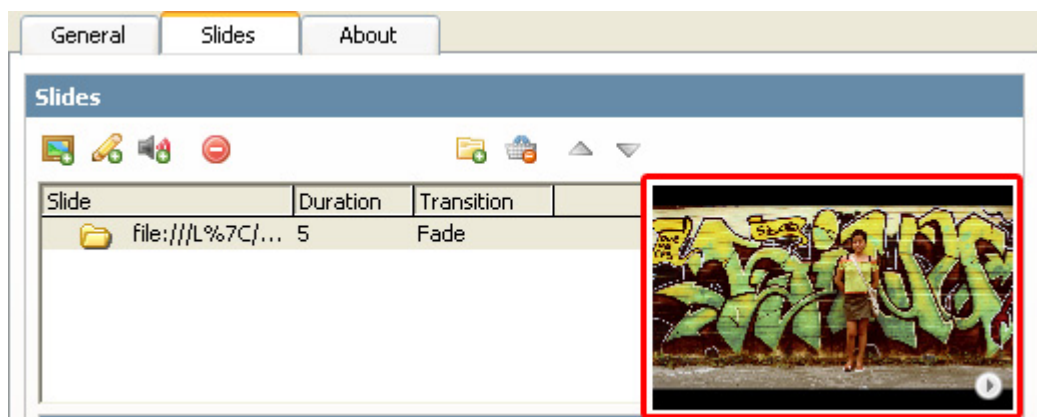 General Slides About
Slides
Slide Duration Transition
file:///L%7C/... 5 Fade